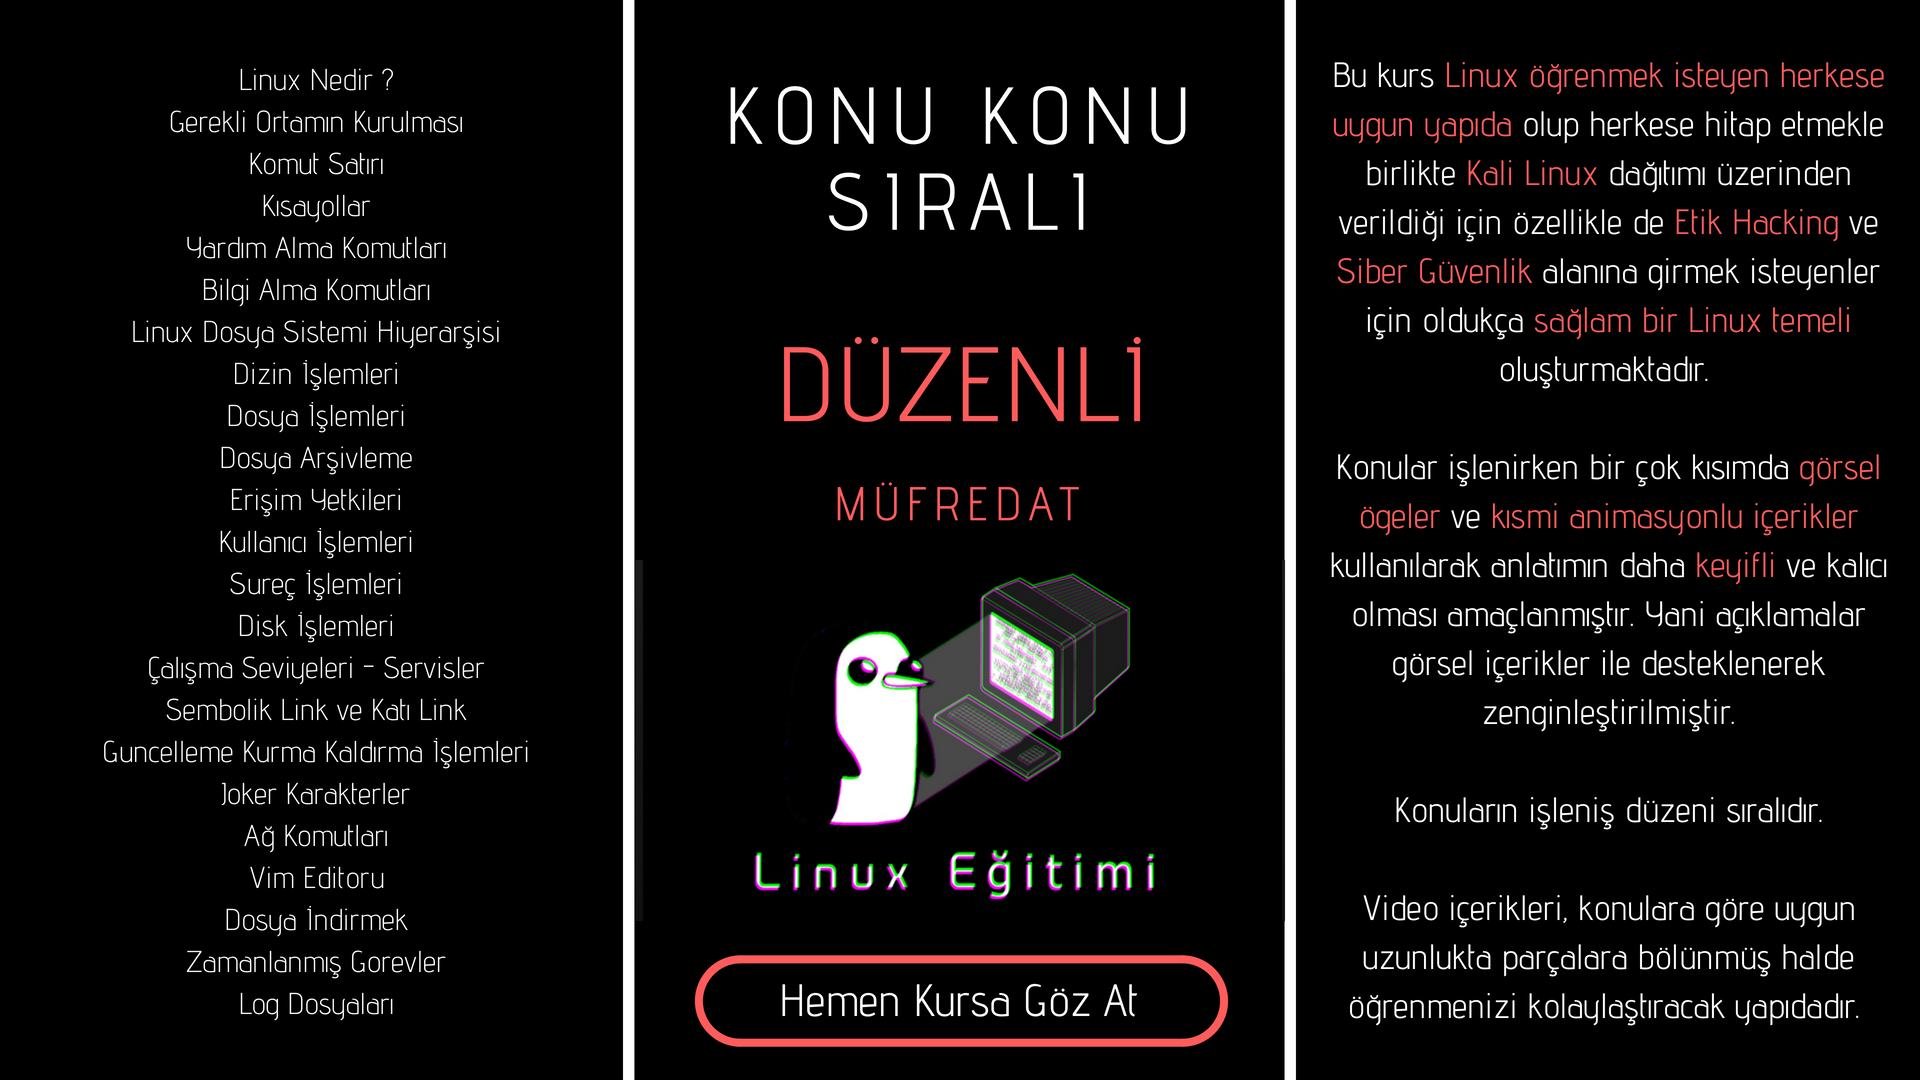 Linux Nedir ?
Gerekli Ortamın Kurulması
Komut Satırı
Kısayollar
Yardım Alma Komutları
Bilgi Alma Komutları
Linux Dosya Sistemi Hiyerarşisi
Dizin İşlemleri
Dosya İşlemleri
Dosya Arşivleme
Erişim Yetkileri
Kullanıcı İşlemleri
Sureç İşlemleri
Disk İşlemleri
Çalışma Seviyeleri - Servisler
Sembolik Link ve Katı Link
Guncelleme Kurma Kaldırma İşlemleri
Joker Karakterler
Ağ Komutları
Vim Editoru
Dosya İndirmek
Zamanlanmış Gorevler
Log Dosyaları
KONU KONU
SIRALI
DÜZENLİ
MÜFREDAT
Linux Eğitimi
Hemen Kursa Göz At
Bu kurs Linux öğrenmek isteyen herkese
uygun yapıda olup herkese hitap etmekle
birlikte Kali Linux dağıtımı üzerinden
verildiği için özellikle de Etik Hacking ve
Siber Güvenlik alanına girmek isteyenler
için oldukça sağlam bir Linux temeli
oluşturmaktadır.
Konular işlenirken bir çok kısımda görsel
ögeler ve kısmi animasyonlu içerikler
kullanılarak anlatımın daha keyifli ve kalıcı
olması amaçlanmıştır. Yani açıklamalar
görsel içerikler ile desteklenerek
zenginleştirilmiştir.
Konuların işleniş düzeni sıralıdır.
Video içerikleri, konulara göre uygun
uzunlukta parçalara bölünmüş halde
öğrenmenizi kolaylaştıracak yapıdadır.